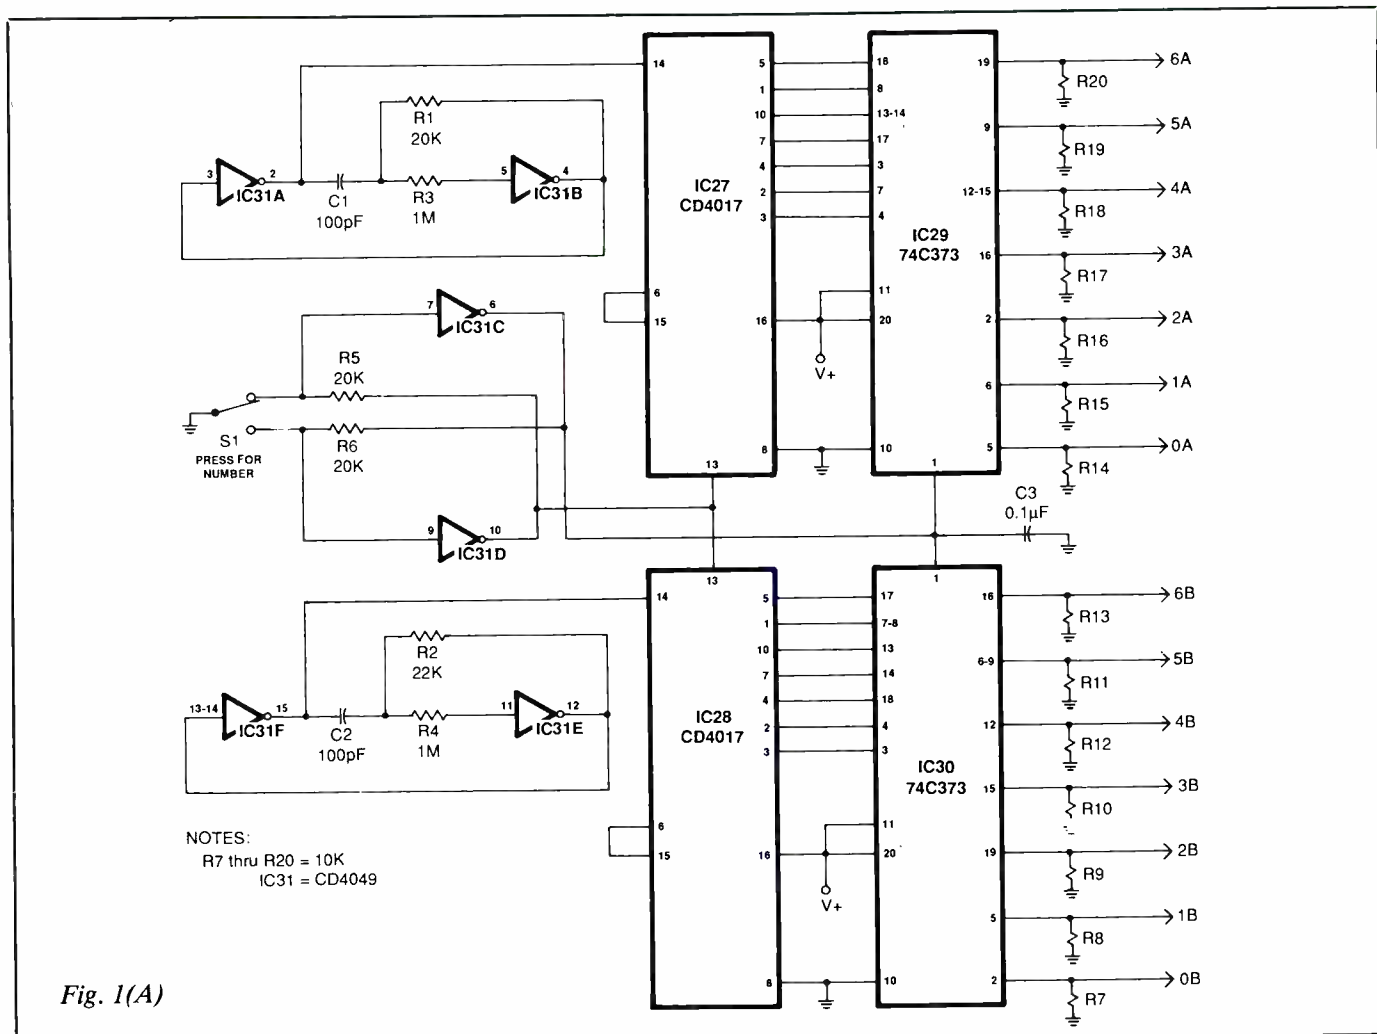 14
5
18
19
6A
R20
1
8
R1
20K
10
13-14
9
5A
R19
7
17
3
IC31A
2
C1
100pF
R3
1M
5
IC31B
4
IC27
CD4017
4
3
2
7
3
4
IC29
74C373
12-15
4A
R18
16
3A
R17
7
IC31C
6
6
15
16
11
20
V+
2
2A
R16
R5
20K
6
1A
R15
S1
PRESS FOR
NUMBER
R6
20K
13
8
10
1
5
0A
R14
9
IC31D
10
C3
0.1µF
13
1
14
5
17
16
6B
R13
1
7-8
R2
22K
10
13
6-9
5B
R11
7
14
4
18
13-14
IC31F
15
C2
100pF
R4
1M
11
IC31E
12
IC28
CD4017
2
4
3
3
IC30
74C373
12
4B
R12
15
3B
R10
6
15
16
11
20
V+
19
2B
R9
NOTES:
R7 thru R20 = 10K
IC31 = CD4049
5
1B
R8
8
10
2
0B
R7
Fig. 1(A)